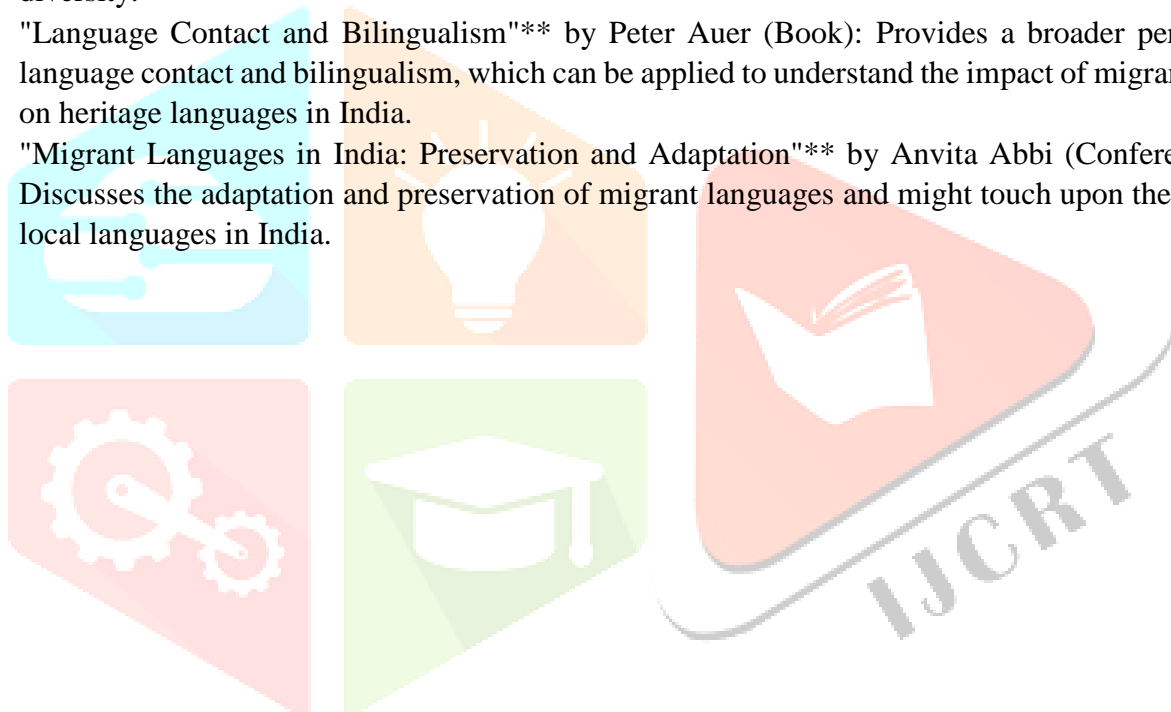 diversity.
"Language Contact and Bilingualism"** by Peter Auer (Book): Provides a broader per
language contact and bilingualism, which can be applied to understand the impact of migran
on heritage languages in India.
"Migrant Languages in India: Preservation and Adaptation"** by Anvita Abbi (Confere
Discusses the adaptation and preservation of migrant languages and might touch upon the
local languages in India.
IJCRT